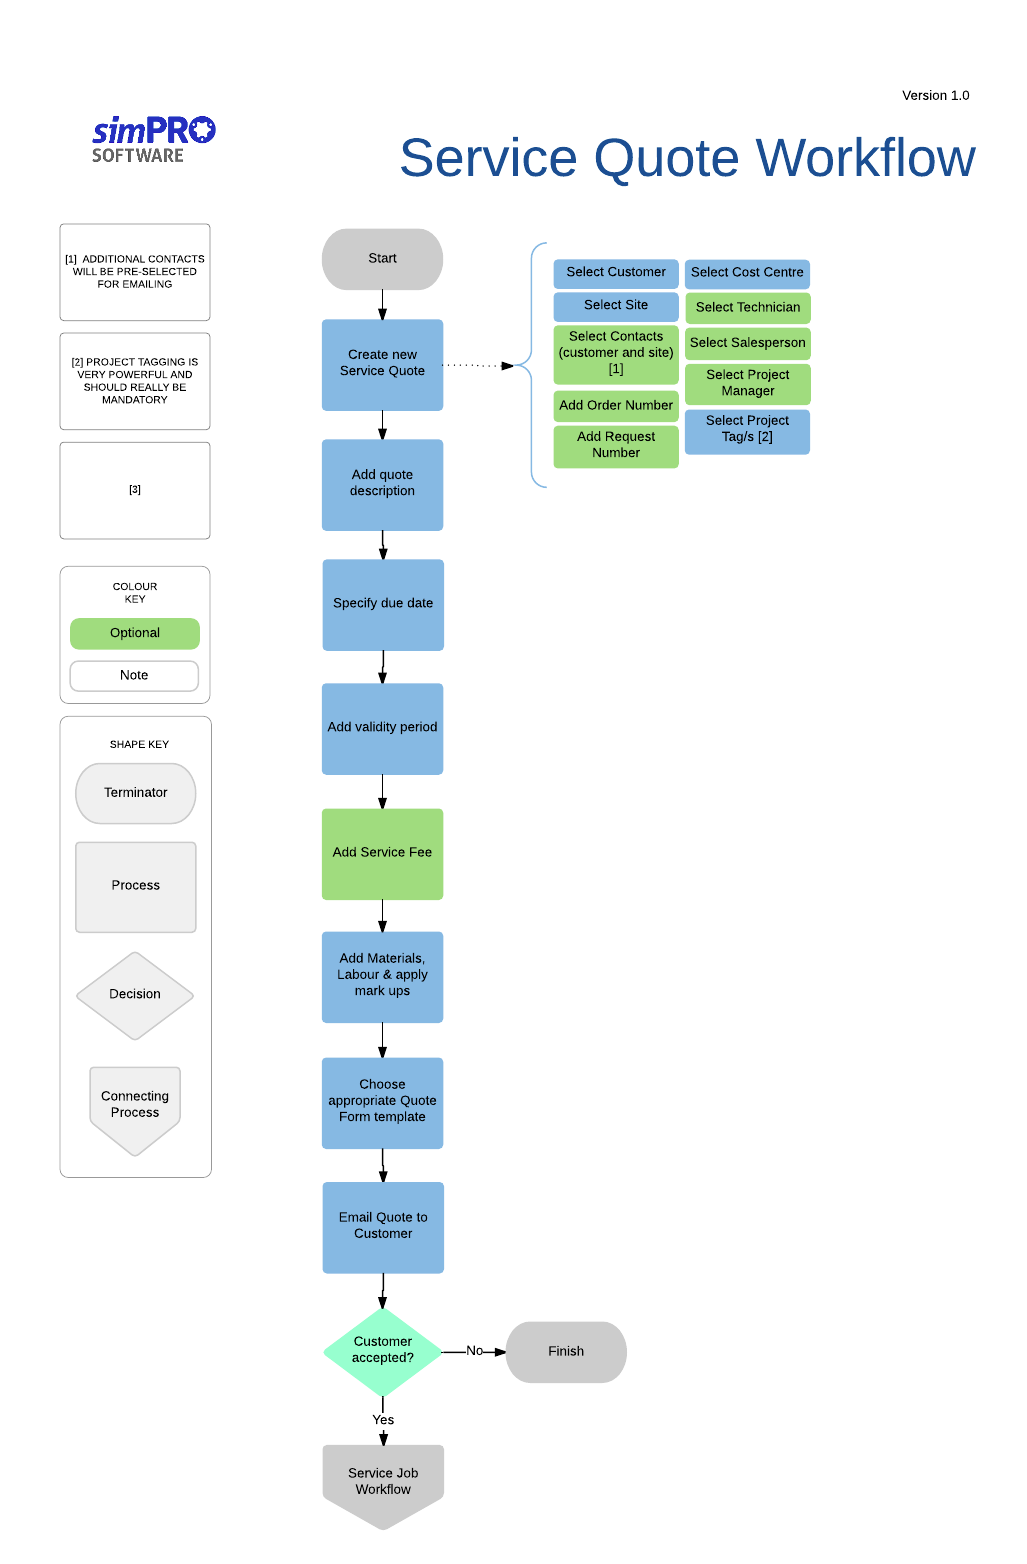 Version 1.0
simPRO
SOFTWARE
Service Quote Workflow
[1] ADDITIONAL CONTACTS
WILL BE PRE-SELECTED
FOR EMAILING
[2] PROJECT TAGGING IS
VERY POWERFUL AND
SHOULD REALLY BE
MANDATORY
[3]
COLOUR
KEY
Optional
Note
SHAPE KEY
Terminator
Process
Decision
Connecting
Process
Start
Create new
Service Quote
Select Customer
Select Site
Select Contacts
(customer and site)
[1]
Add Order Number
Add Request
Number
Select Cost Centre
Select Technician
Select Salesperson
Select Project
Manager
Select Project
Tag/s [2]
Add quote
description
Specify due date
Add validity period
Add Service Fee
Add Materials,
Labour & apply
mark ups
Choose
appropriate Quote
Form template
Email Quote to
Customer
Customer
accepted?
No
Finish
Yes
Service Job
Workflow